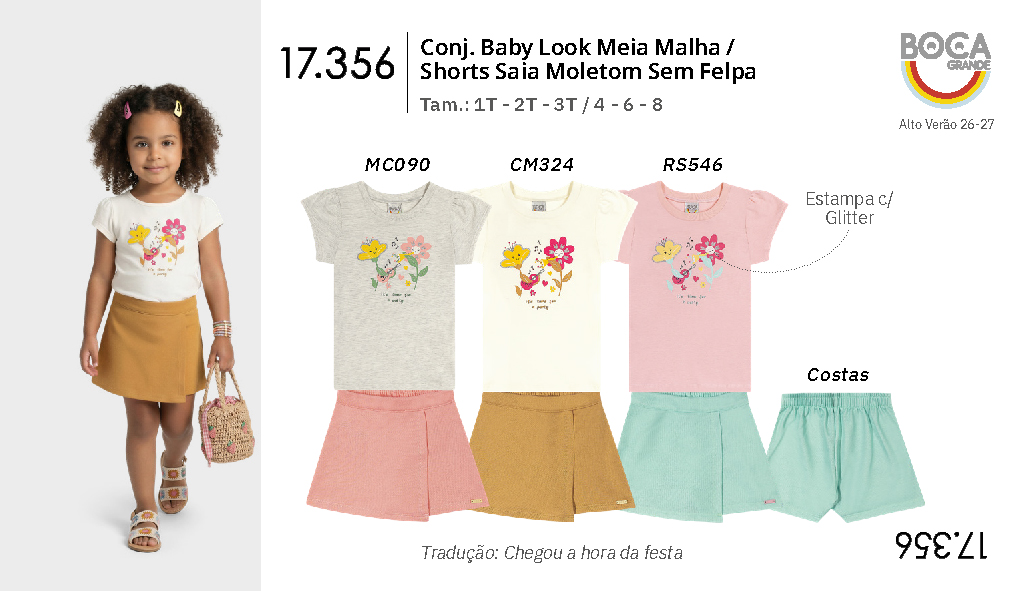 17.356
Conj. Baby Look Meia Malha /
Shorts Saia Moletom Sem Felpa
Tam.: 1T - 2T - 3T / 4 - 6 - 8
BOCA
GRANDE
Alto Verão 26-27
MC090
CM324
RS546
Estampa c/
Glitter
Costas
Tradução: Chegou a hora da festa
17.356